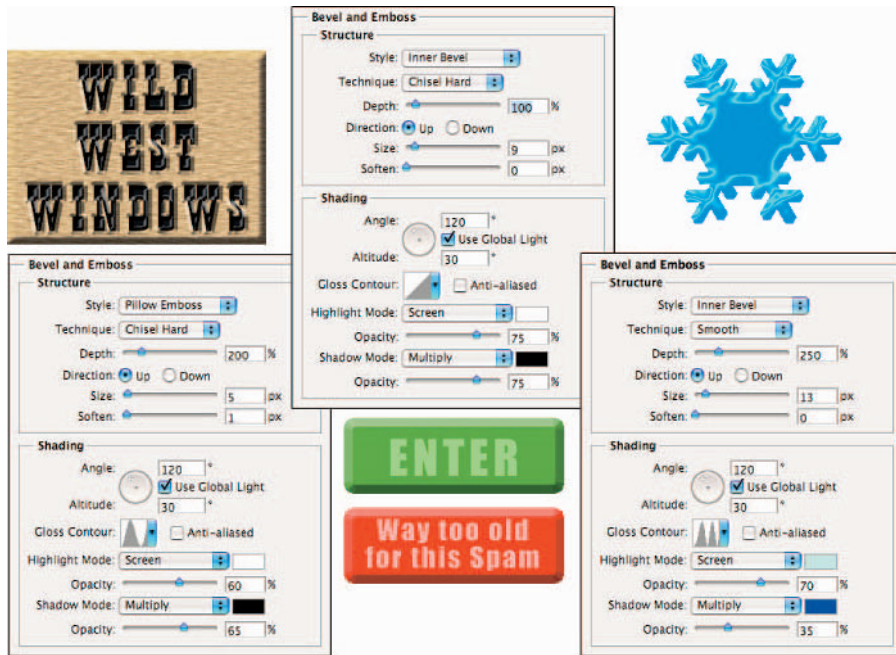 WILD
WEST
WINDOWS
Bevel and Emboss
Structure
Style: Inner Bevel
Technique: Chisel Hard
Depth: 100 %
Direction: Up Down
Size: 9 px
Soften: 0 px
Shading
Angle: 120 °
Use Global Light
Altitude: 30 °
Gloss Contour: Anti-aliased
Highlight Mode: Screen
Opacity: 75 %
Shadow Mode: Multiply
Opacity: 75 %
Bevel and Emboss
Structure
Style: Pillow Emboss
Technique: Chisel Hard
Depth: 200 %
Direction: Up Down
Size: 5 px
Soften: 1 px
Shading
Angle: 120 °
Use Global Light
Altitude: 30 °
Gloss Contour: Anti-aliased
Highlight Mode: Screen
Opacity: 60 %
Shadow Mode: Multiply
Opacity: 65 %
ENTER
Way too old
for this Spam
Bevel and Emboss
Structure
Style: Inner Bevel
Technique: Smooth
Depth: 250 %
Direction: Up Down
Size: 13 px
Soften: 0 px
Shading
Angle: 120 °
Use Global Light
Altitude: 30 °
Gloss Contour: Anti-aliased
Highlight Mode: Screen
Opacity: 70 %
Shadow Mode: Multiply
Opacity: 35 %